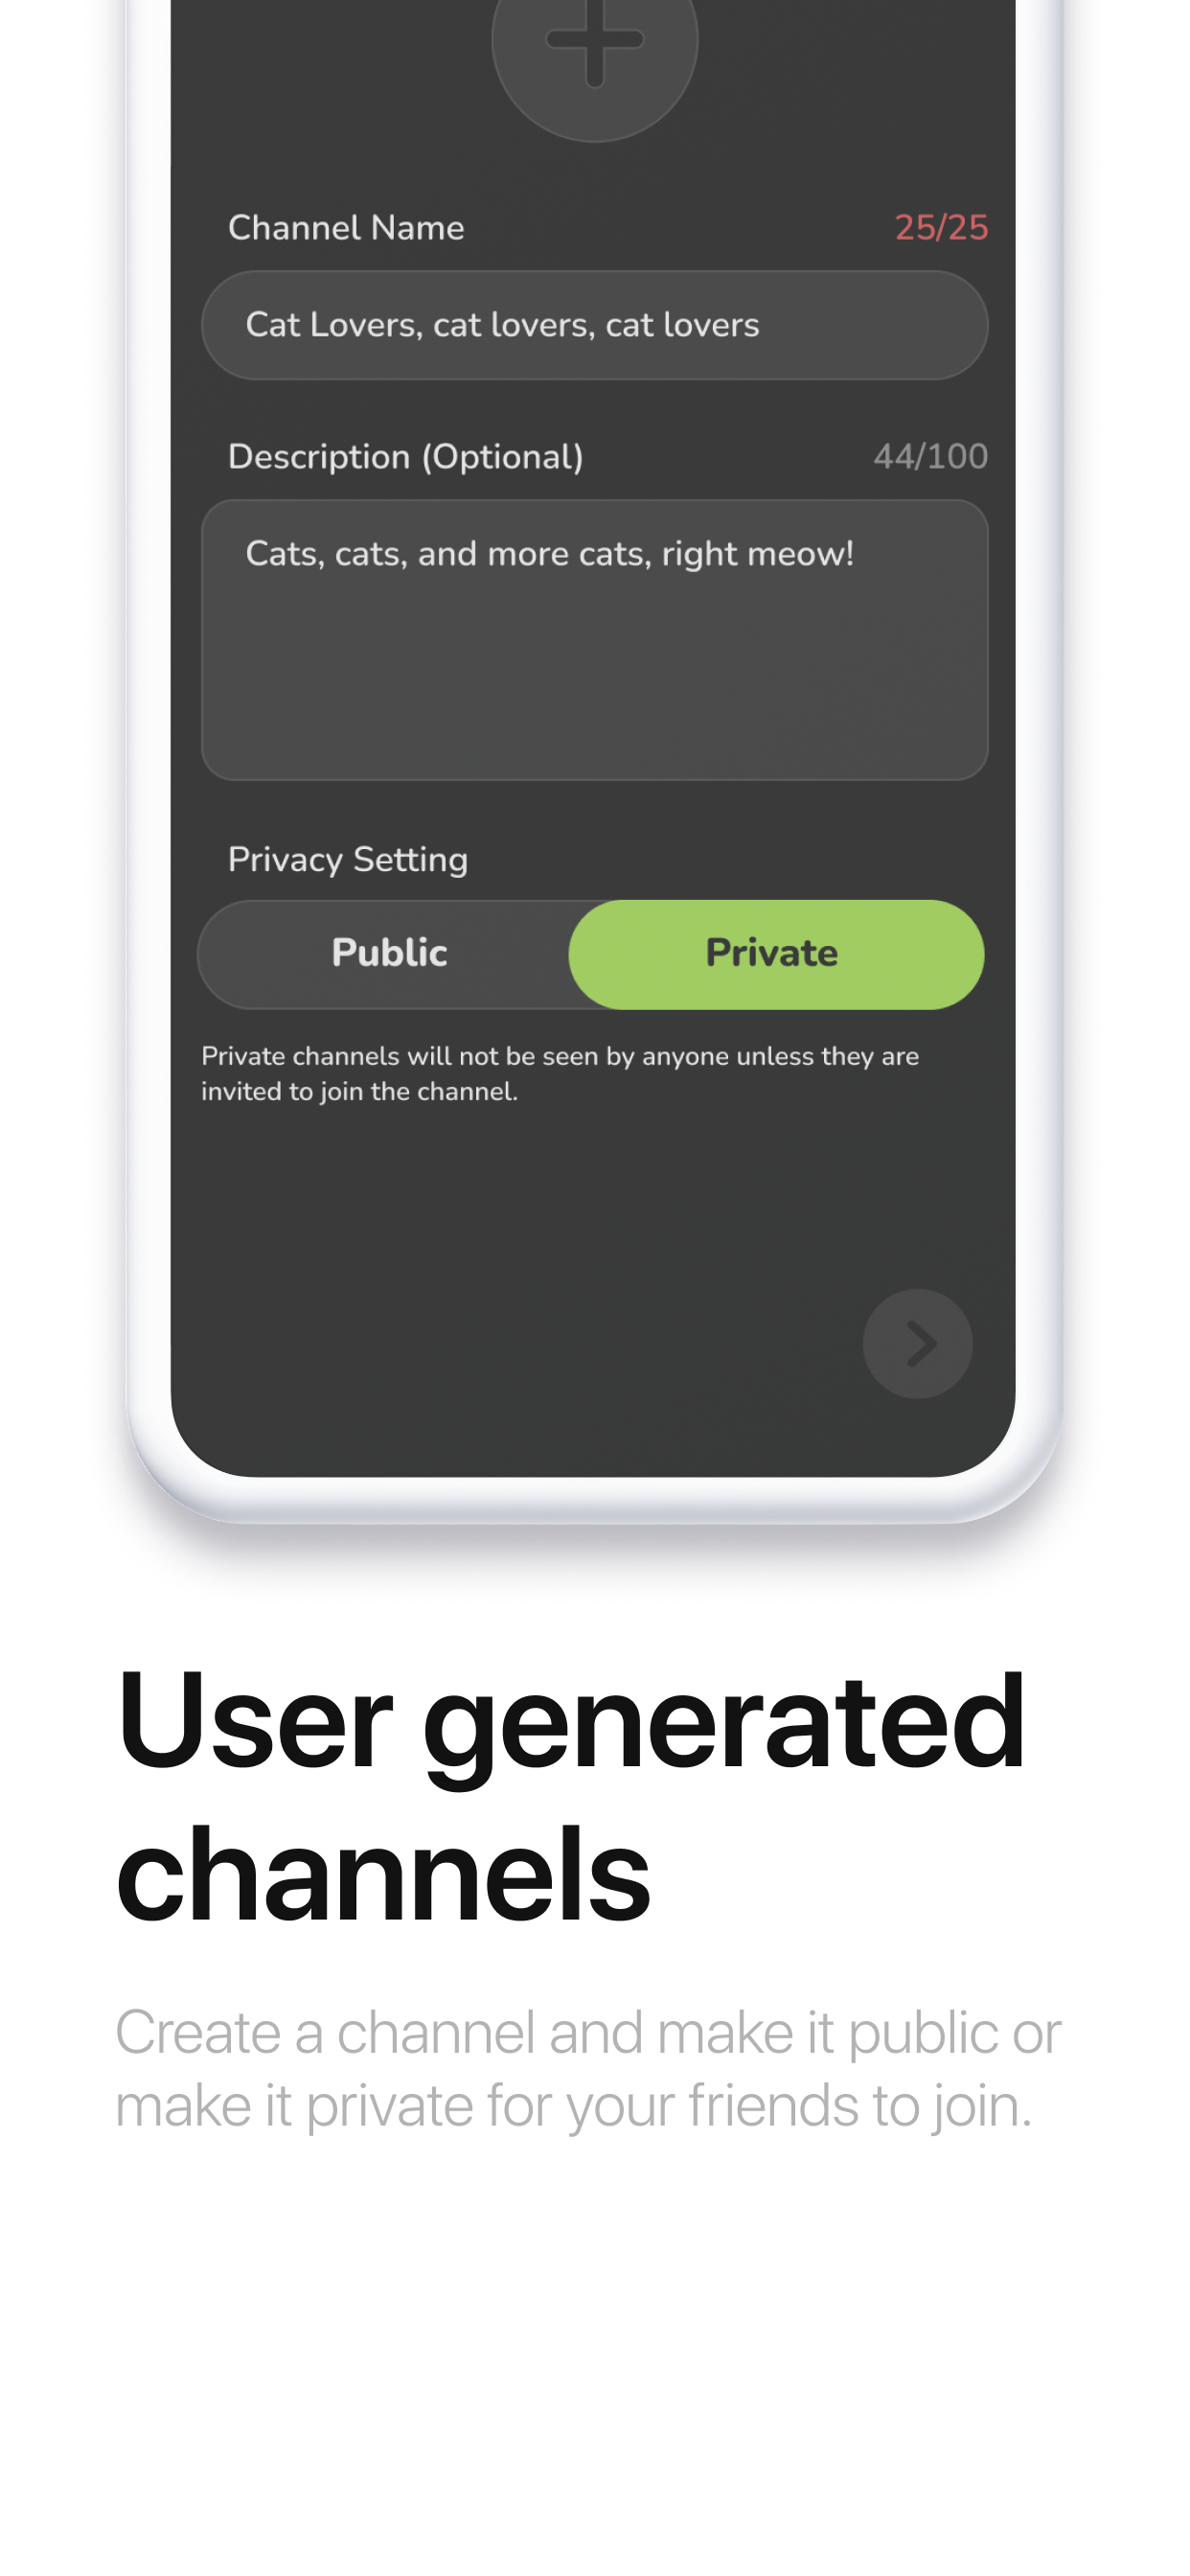 Channel Name 25/25
Cat Lovers, cat lovers, cat lovers
Description (Optional) 44/100
Cats, cats, and more cats, right meow!
Privacy Setting
Public Private
Private channels will not be seen by anyone unless they are
invited to join the channel.
User generated
channels
Create a channel and make it public or
make it private for your friends to join.